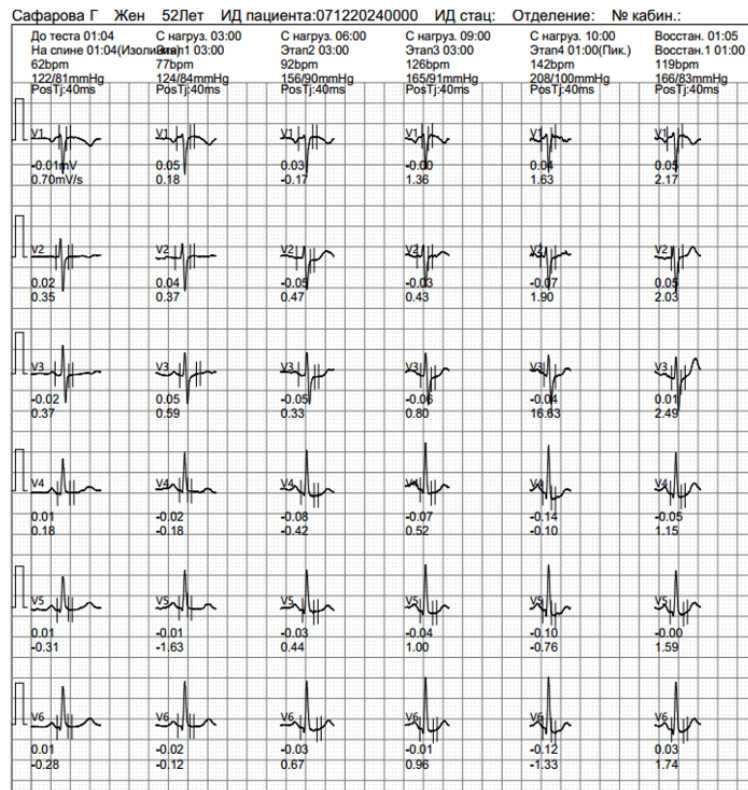 Сафарова Г Жен 52Лет ИД пациента:071220240000 ИД стац: Отделение: № кабин.:
До теста 01:04 С нагруз. 03:00 С нагруз. 06:00 С нагруз. 09:00 С нагруз. 10:00 Восстан. 01:05
На спине 01:04(Изолиния) Этап1 03:00 Этап2 03:00 Этап3 03:00 Этап4 01:00(Пик.) Восстан.1 01:00
62bpm 77bpm 92bpm 126bpm 142bpm 119bpm
122/81mmHg 124/84mmHg 156/90mmHg 165/91mmHg 208/100mmHg 166/83mmHg
PosTj:40ms PosTj:40ms PosTj:40ms PosTj:40ms PosTj:40ms PosTj:40ms
V1 V1 V1 V1 V1 V1
-0.01mV 0.05 0.03 -0.00 0.04 0.05
0.70mV/s 0.18 -0.17 1.36 1.63 2.17
V2 V2 V2 V2 V2 V2
0.02 0.04 -0.05 -0.03 -0.07 0.05
0.35 0.37 0.47 0.43 1.90 2.03
V3 V3 V3 V3 V3 V3
-0.02 0.05 -0.05 -0.06 -0.04 0.01
0.37 0.59 0.33 0.80 16.63 2.49
V4 V4 V4 V4 V4 V4
0.01 -0.02 -0.08 -0.07 -0.14 -0.05
0.18 -0.18 -0.42 0.52 -0.10 1.15
V5 V5 V5 V5 V5 V5
0.01 -0.01 -0.03 -0.04 -0.10 -0.00
-0.31 -1.63 0.44 1.00 -0.76 1.59
V6 V6 V6 V6 V6 V6
0.01 -0.02 -0.03 -0.01 -0.12 0.03
-0.28 -0.12 0.67 0.96 -1.33 1.74